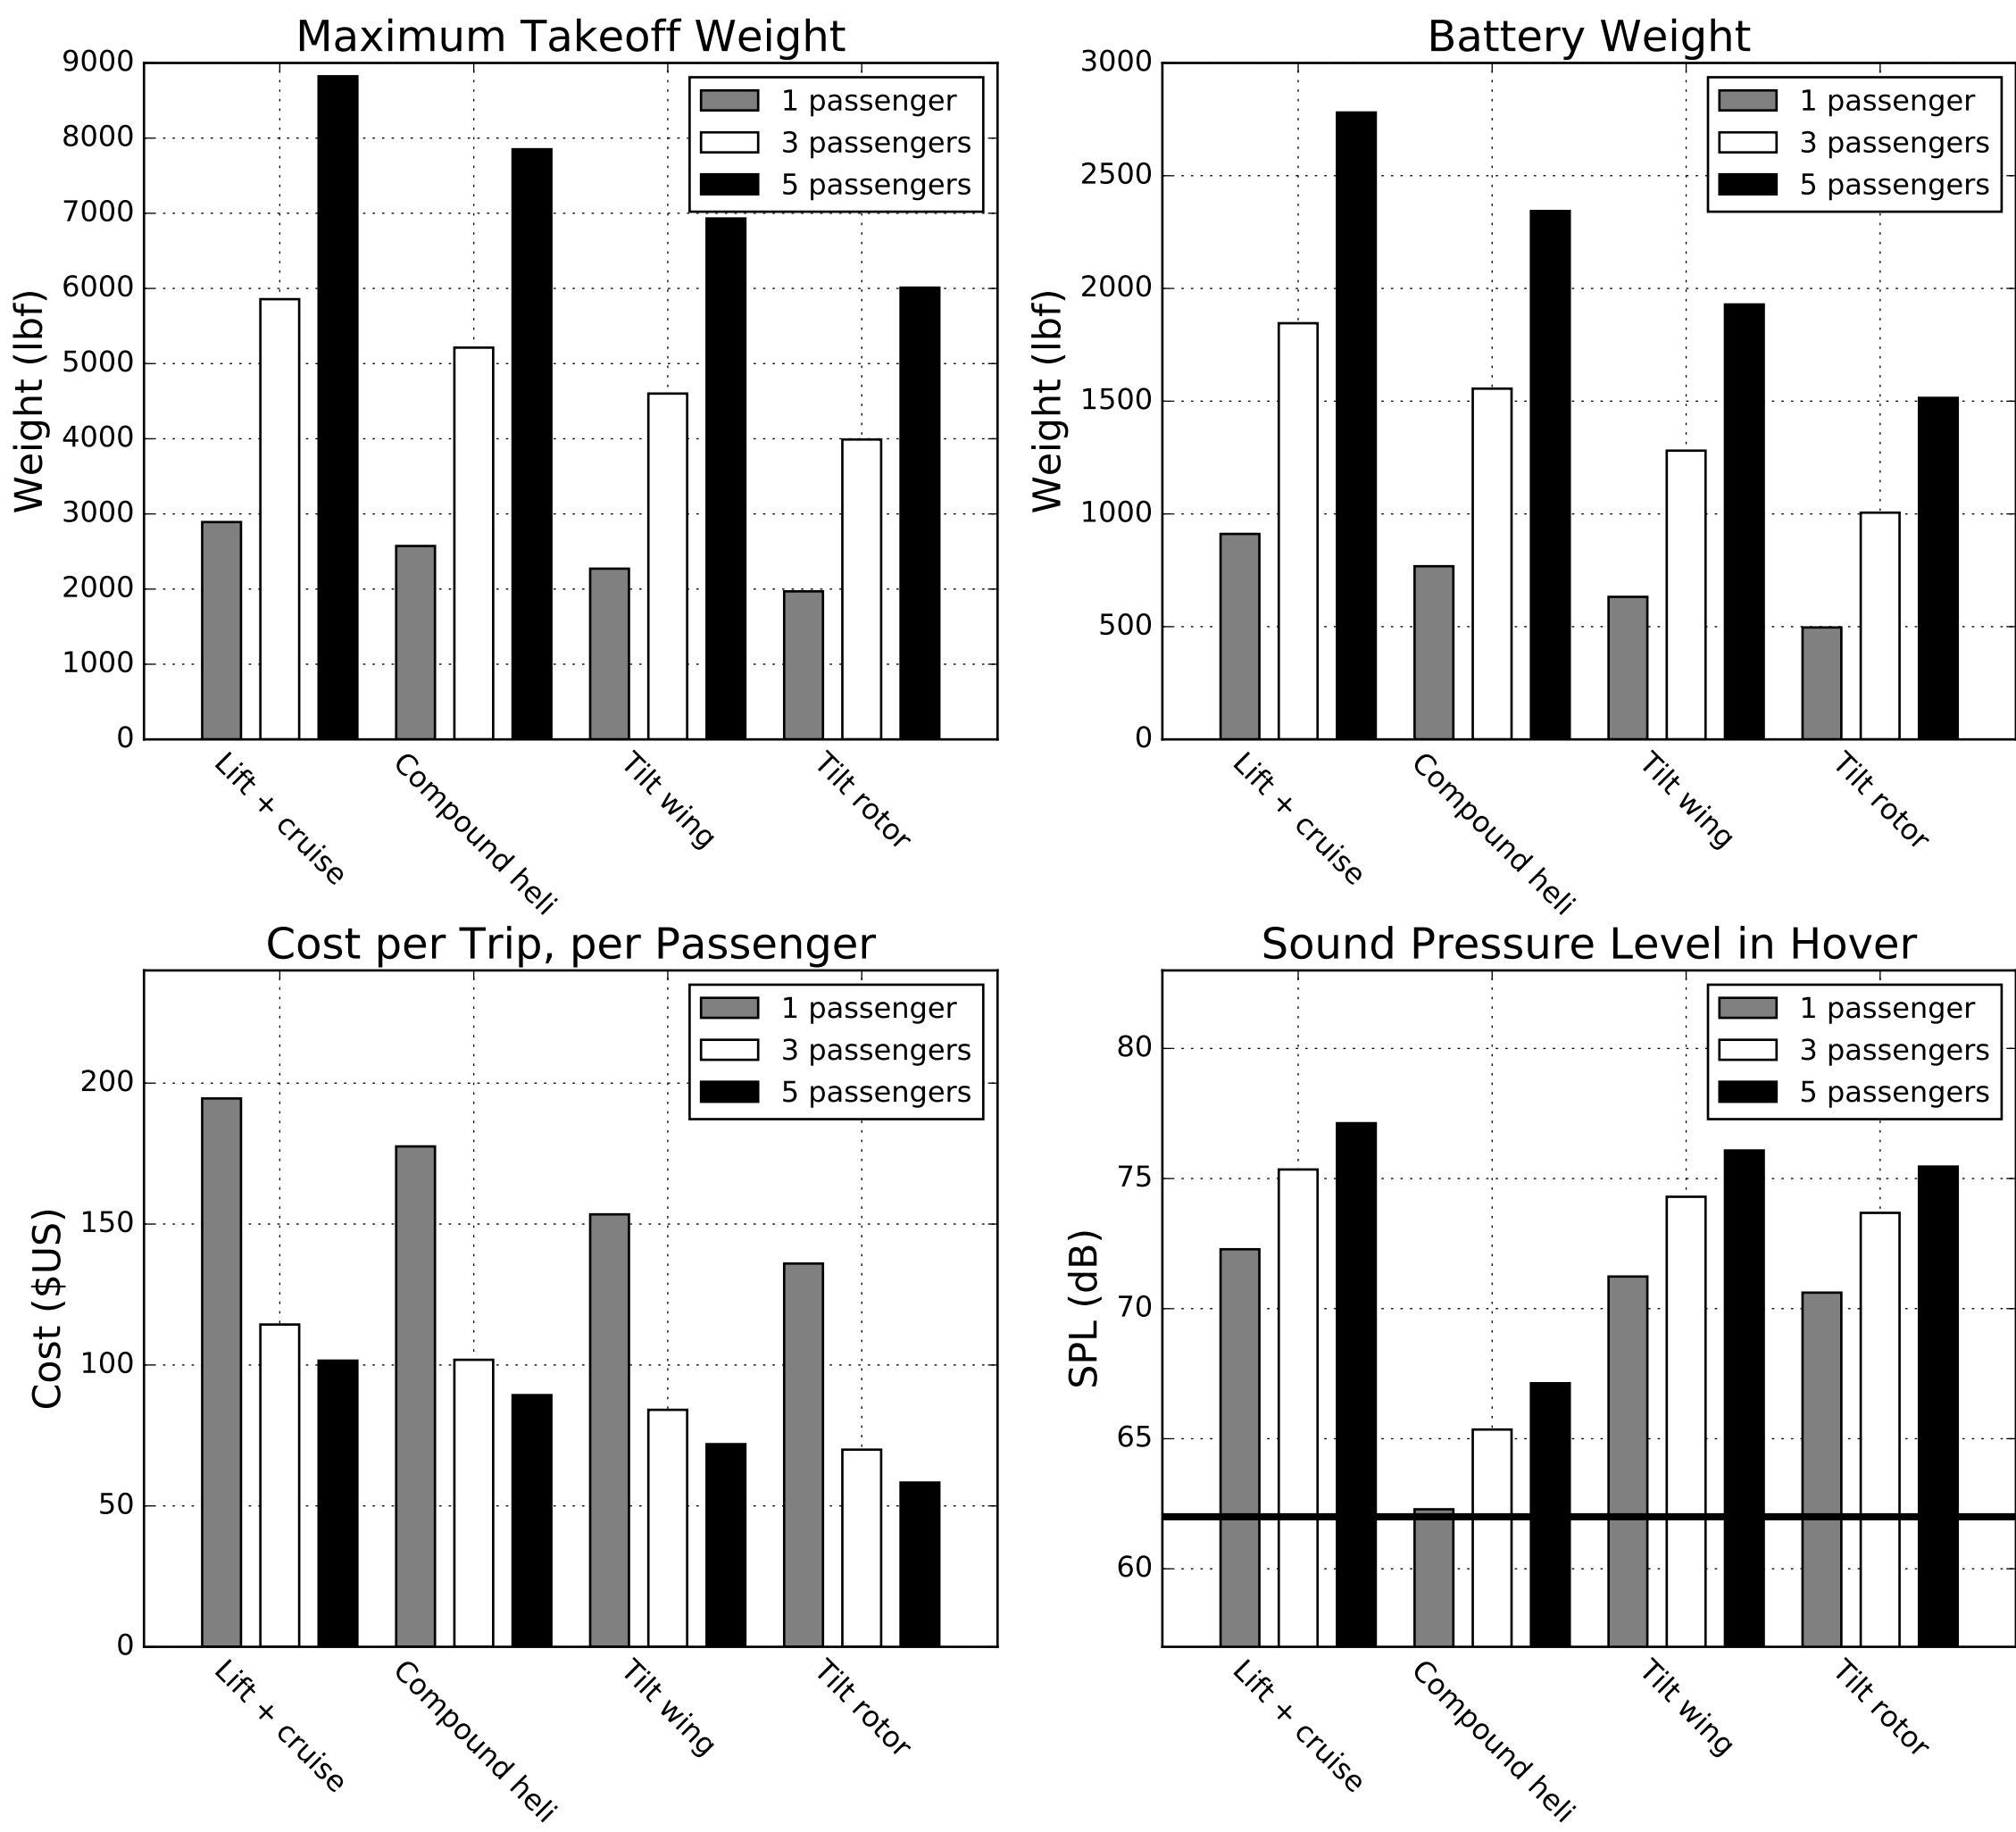 Maximum Takeoff Weight
9000
8000
7000
6000
5000
4000
3000
2000
1000
0
Weight (lbf)
1 passenger
3 passengers
5 passengers
Lift + cruise
Compound heli
Tilt wing
Tilt rotor
Battery Weight
3000
2500
2000
1500
1000
500
0
Weight (lbf)
1 passenger
3 passengers
5 passengers
Lift + cruise
Compound heli
Tilt wing
Tilt rotor
Cost per Trip, per Passenger
200
150
100
50
0
Cost ($US)
1 passenger
3 passengers
5 passengers
Lift + cruise
Compound heli
Tilt wing
Tilt rotor
Sound Pressure Level in Hover
80
75
70
65
60
SPL (dB)
1 passenger
3 passengers
5 passengers
Lift + cruise
Compound heli
Tilt wing
Tilt rotor